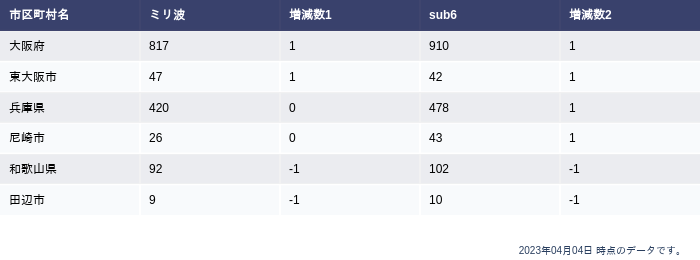 市区町村名 ミリ波 増減数1 sub6 増減数2
大阪府 817 1 910 1
東大阪市 47 1 42 1
兵庫県 420 0 478 1
尼崎市 26 0 43 1
和歌山県 92 -1 102 -1
田辺市 9 -1 10 -1
2023年04月04日 時点のデータです。